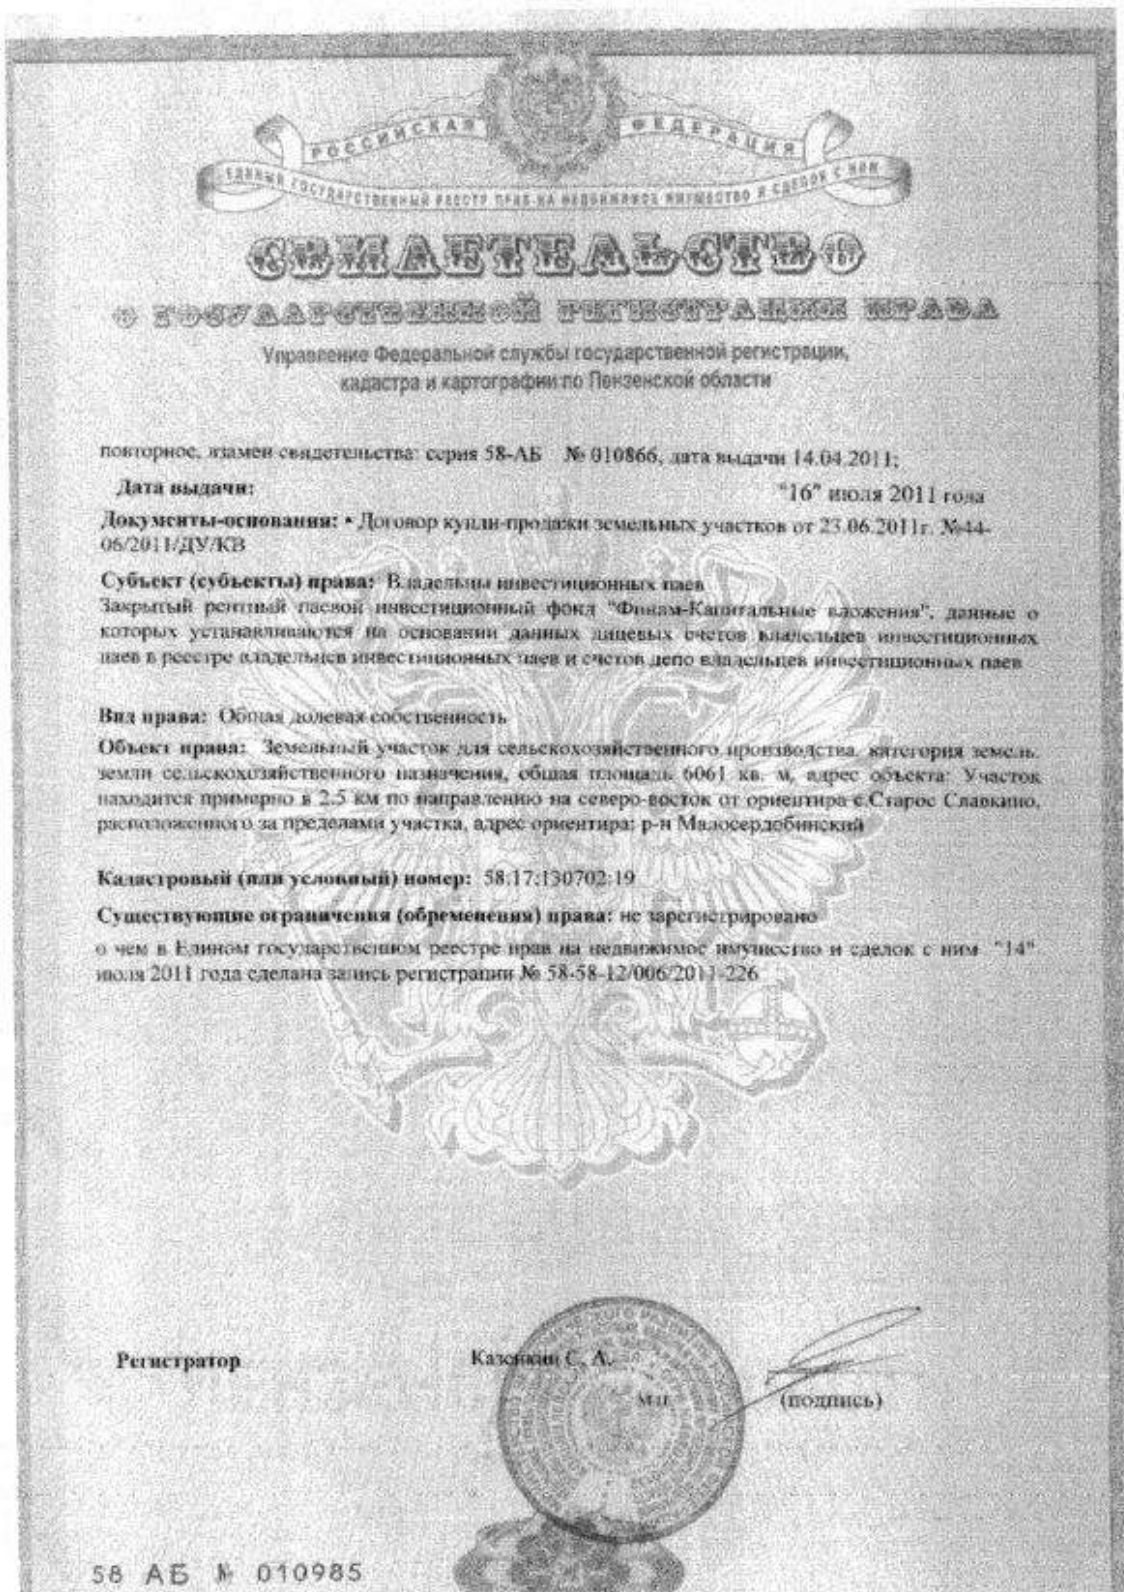 РОССИЙСКАЯ ФЕДЕРАЦИЯ
ЕДИНЫЙ ГОСУДАРСТВЕННЫЙ РЕЕСТР ПРАВ НА НЕДВИЖИМОЕ ИМУЩЕСТВО И СДЕЛОК С НИМ
СВИДЕТЕЛЬСТВО
О ГОСУДАРСТВЕННОЙ РЕГИСТРАЦИИ ПРАВА
Управление Федеральной службы государственной регистрации,
кадастра и картографии по Пензенской области
повторное, взамен свидетельства: серия 58-АБ № 010866, дата выдачи 14.04.2011;
Дата выдачи: "16" июля 2011 года
Документы-основания: • Договор купли-продажи земельных участков от 23.06.2011г. №44-
06/2011/ДУ/КВ
Субъект (субъекты) права: Владельцы инвестиционных паев
Закрытый рентный паевой инвестиционный фонд "Финам-Капитальные вложения", данные о
которых устанавливаются на основании данных лицевых счетов владельцев инвестиционных
паев в реестре владельцев инвестиционных паев и счетов депо владельцев инвестиционных паев
Вид права: Общая долевая собственность
Объект права: Земельный участок для сельскохозяйственного производства, категория земель:
земли сельскохозяйственного назначения, общая площадь 6061 кв. м, адрес объекта: Участок
находится примерно в 2.5 км по направлению на северо-восток от ориентира с.Старое Славкино,
расположенного за пределами участка, адрес ориентира: р-н Малосердобинский
Кадастровый (или условный) номер: 58:17:130702:19
Существующие ограничения (обременения) права: не зарегистрировано
о чем в Едином государственном реестре прав на недвижимое имущество и сделок с ним "14"
июля 2011 года сделана запись регистрации № 58-58-12/006/2011-226
Регистратор Казенкин С. А.
М.П. (подпись)
58 АБ № 010985